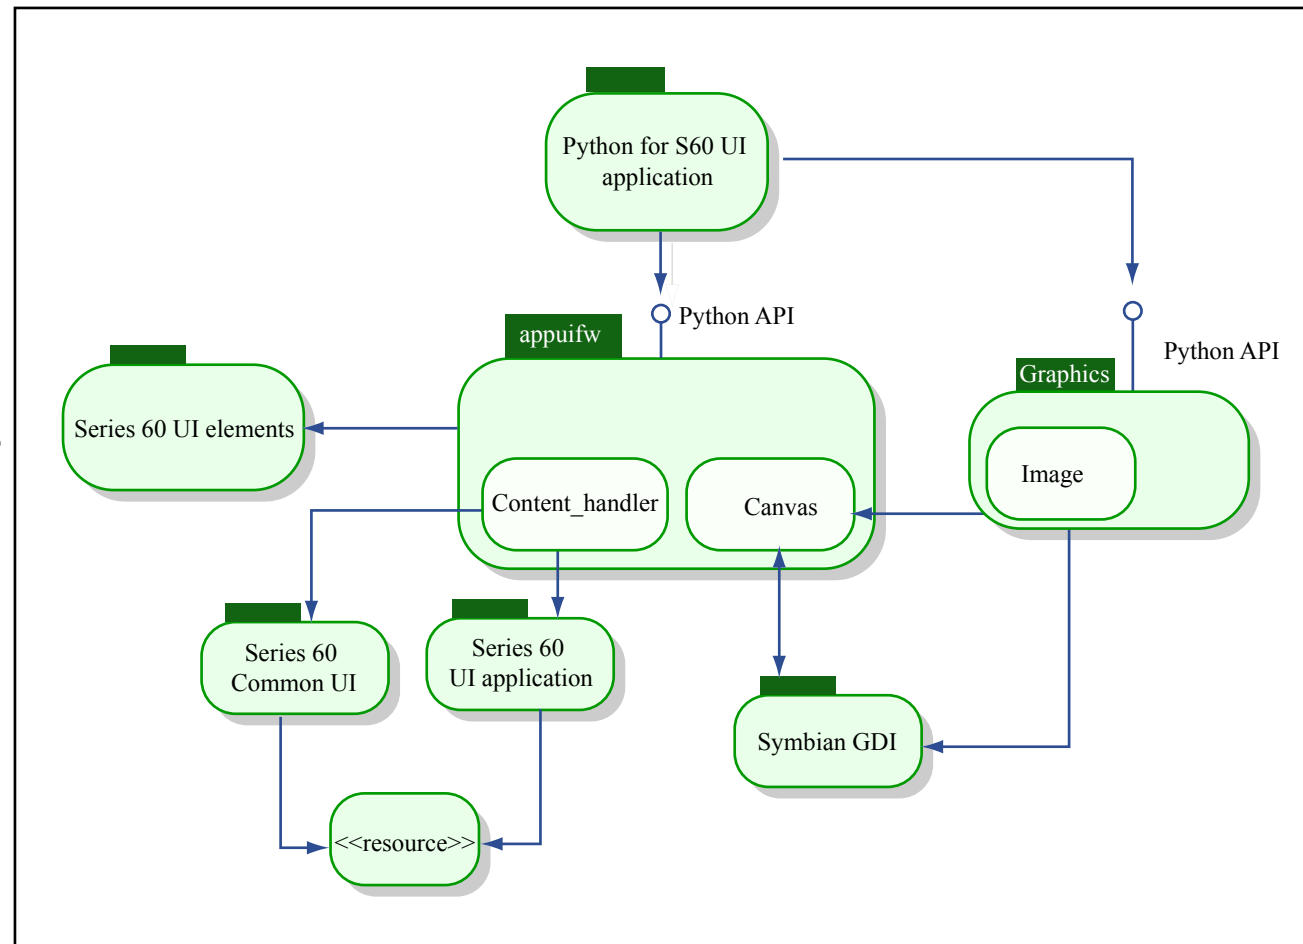 Python for S60 UI
application
Python API
appuifw
Python API
Graphics
Series 60 UI elements
Image
Content_handler
Canvas
Series 60
Common UI
Series 60
UI application
Symbian GDI
<<resource>>